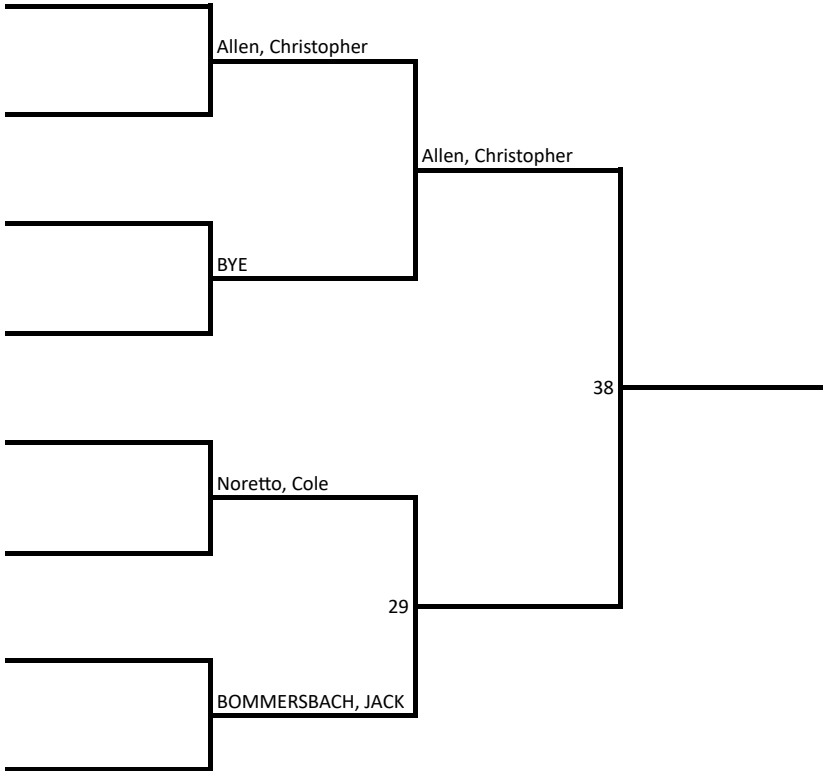 Allen, Christopher
Allen, Christopher
BYE
38
Noretto, Cole
29
BOMMERSBACH, JACK